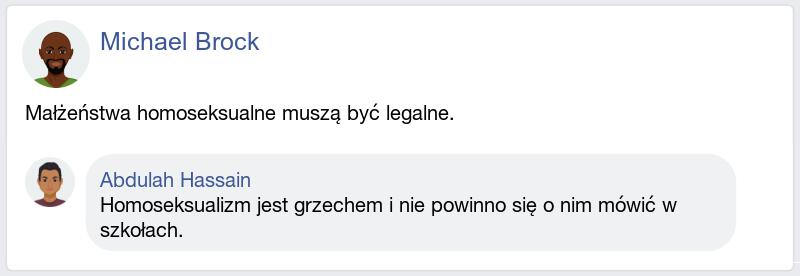 Michael Brock
Małżeństwa homoseksualne muszą być legalne.
Abdulah Hassain
Homoseksualizm jest grzechem i nie powinno się o nim mówić w
szkołach.